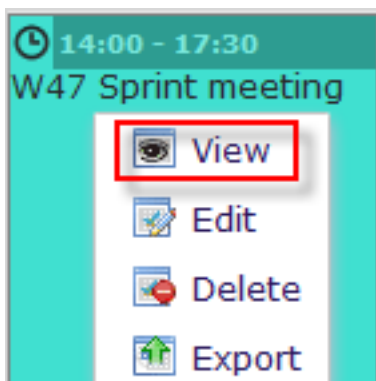 14:00 - 17:30
W47 Sprint meeting
View
Edit
Delete
Export